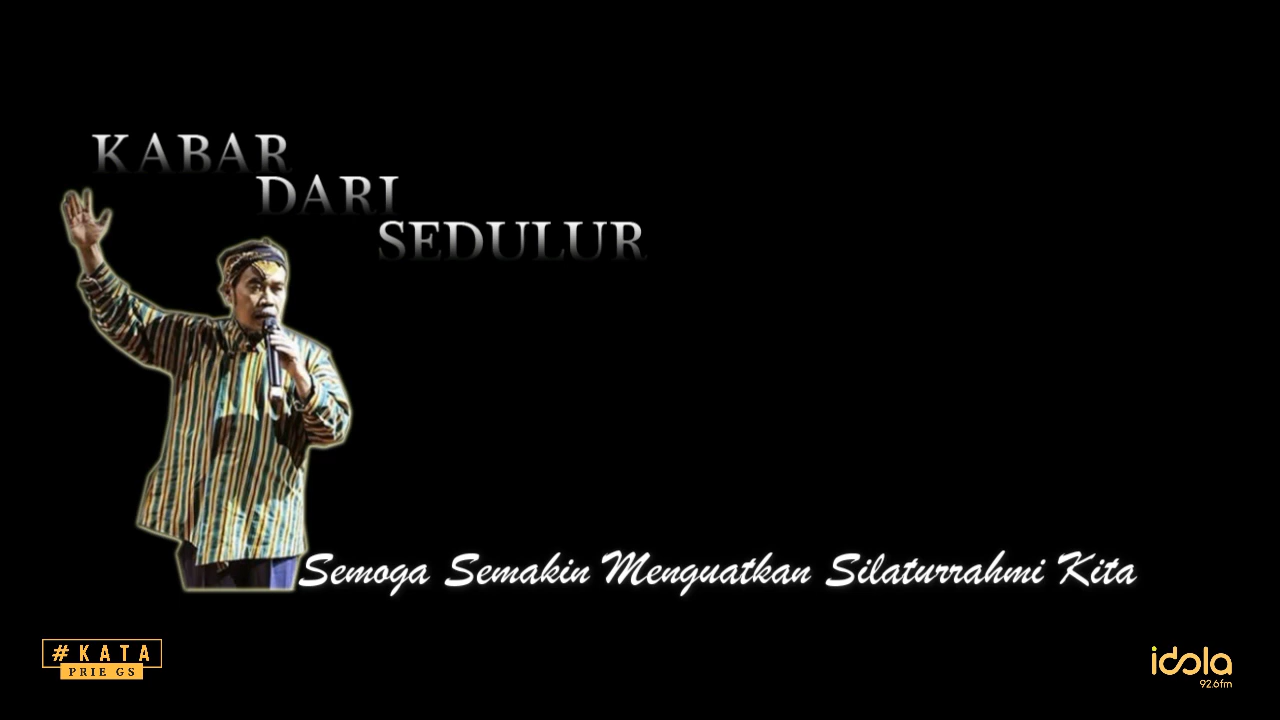 KABAR
DARI
SEDULUR
Semoga Semakin Menguatkan Silaturrahmi Kita
#KATA
PRIE GS
idola
92.6fm